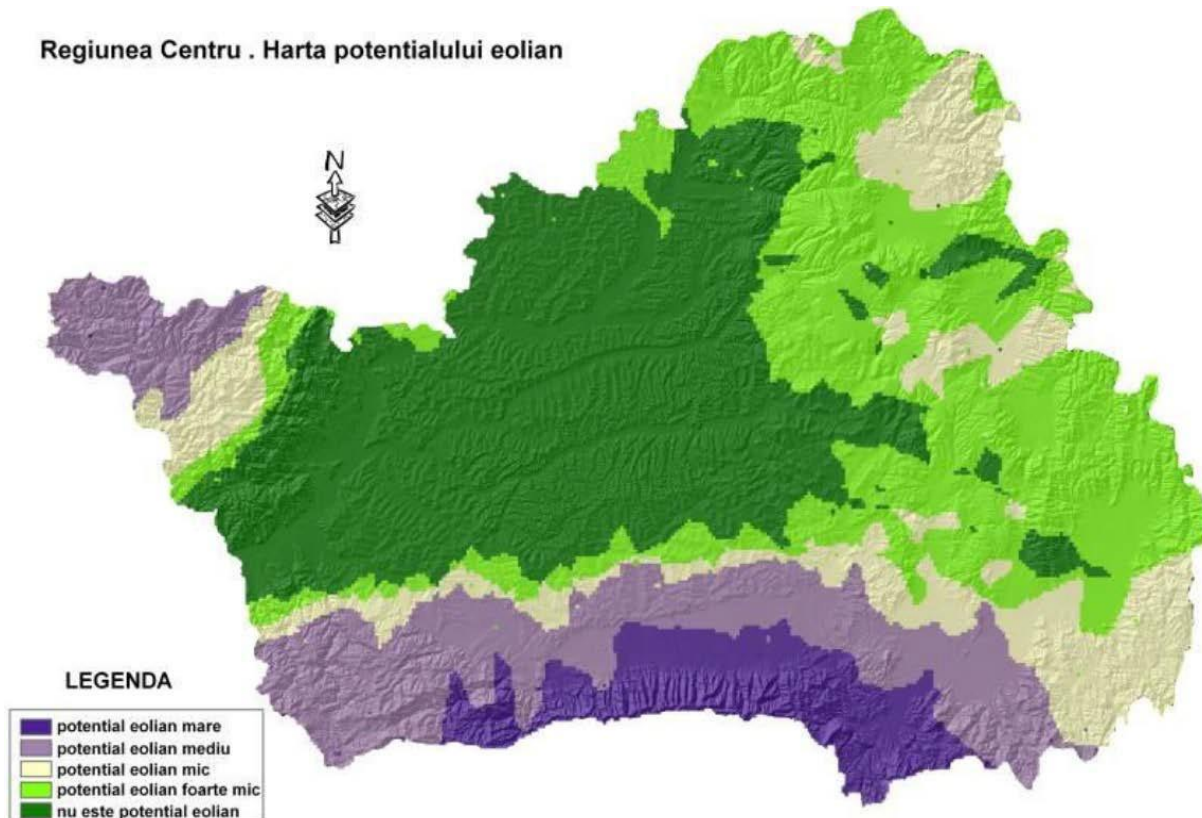 Regiunea Centru . Harta potentialului eolian
N
LEGENDA
potential eolian mare
potential eolian mediu
potential eolian mic
potential eolian foarte mic
nu este potential eolian